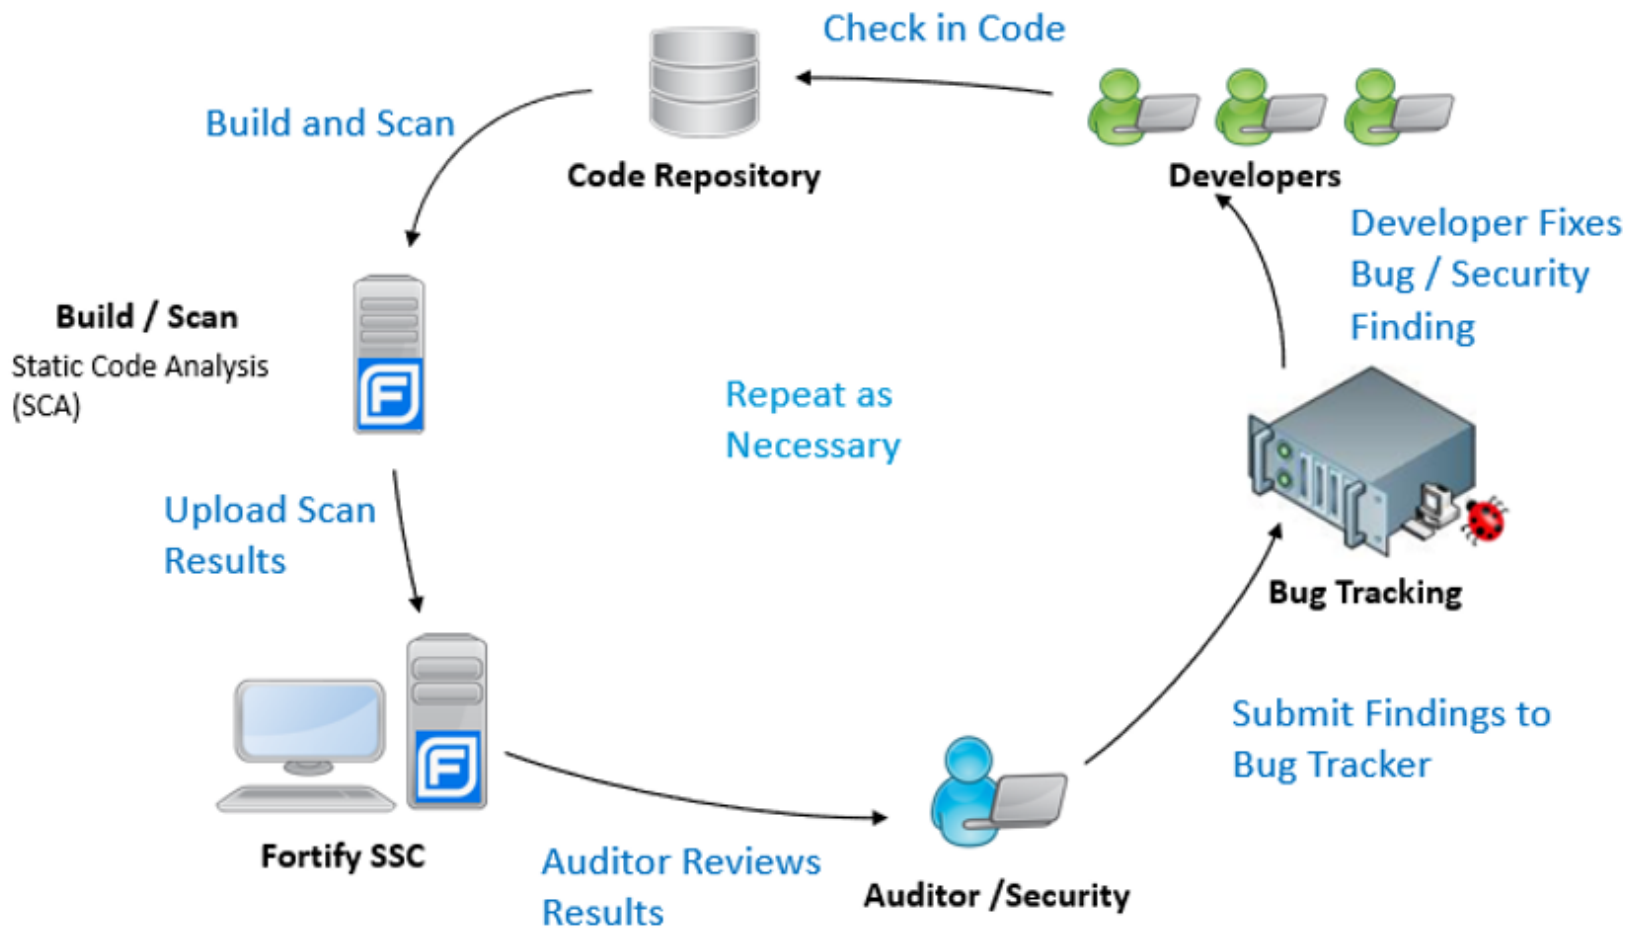 Check in Code
Build and Scan
Code Repository
Developers
Developer Fixes
Bug / Security
Finding
Build / Scan
Static Code Analysis
(SCA)
F
Repeat as
Necessary
Upload Scan
Results
Bug Tracking
Submit Findings to
Bug Tracker
F
Fortify SSC
Auditor Reviews
Results
Auditor /Security